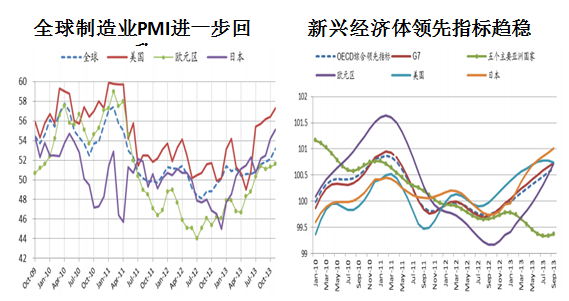 全球制造业PMI进一步回
全球 美国 欧元区 日本
60
58
56
54
52
50
48
46
44
42
Oct-09 Jan-10 Apr-10 Jul-10 Oct-10 Jan-11 Apr-11 Jul-11 Oct-11 Jan-12 Apr-12 Jul-12 Oct-12 Jan-13 Apr-13 Jul-13 Oct-13
新兴经济体领先指标趋稳
OECD综合领先指标 G7 五个主要亚洲国家
欧元区 美国 日本
102
101.5
101
100.5
100
99.5
99
Jan-10 Mar-10 May-10 Jul-10 Sep-10 Nov-10 Jan-11 Mar-11 May-11 Jul-11 Sep-11 Nov-11 Jan-12 Mar-12 May-12 Jul-12 Sep-12 Nov-12 Jan-13 Mar-13 May-13 Jul-13 Sep-13